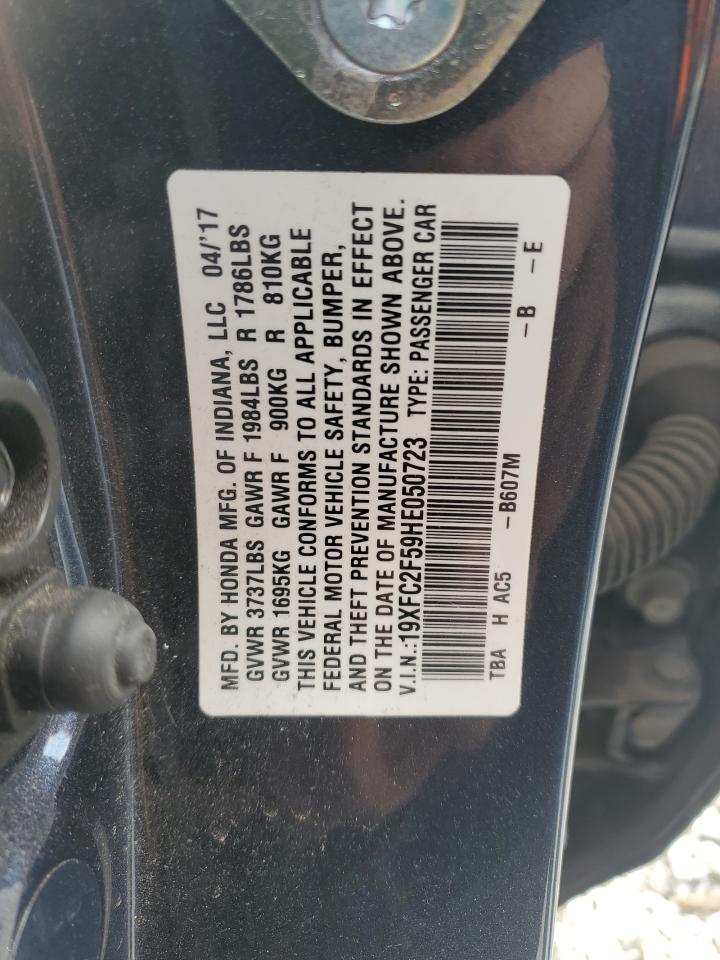 MFD. BY HONDA MFG. OF INDIANA, LLC 04/'17
GVWR 3737LBS GAWR F 1984LBS R 1786LBS
GVWR 1695KG GAWR F 900KG R 810KG
THIS VEHICLE CONFORMS TO ALL APPLICABLE
FEDERAL MOTOR VEHICLE SAFETY, BUMPER,
AND THEFT PREVENTION STANDARDS IN EFFECT
ON THE DATE OF MANUFACTURE SHOWN ABOVE.
V.I.N.:19XFC2F59HE050723 TYPE: PASSENGER CAR
TBA H AC5 -B607M -B -E